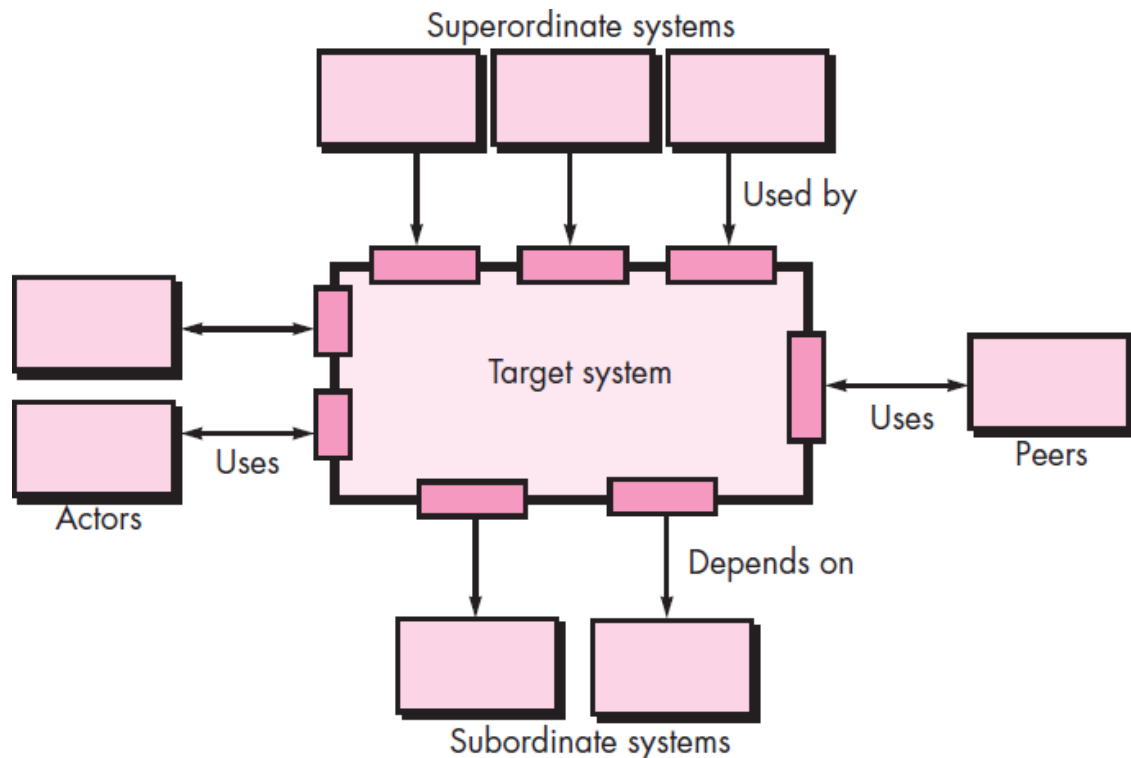 Superordinate systems
Used by
Target system
Uses
Peers
Uses
Actors
Depends on
Subordinate systems